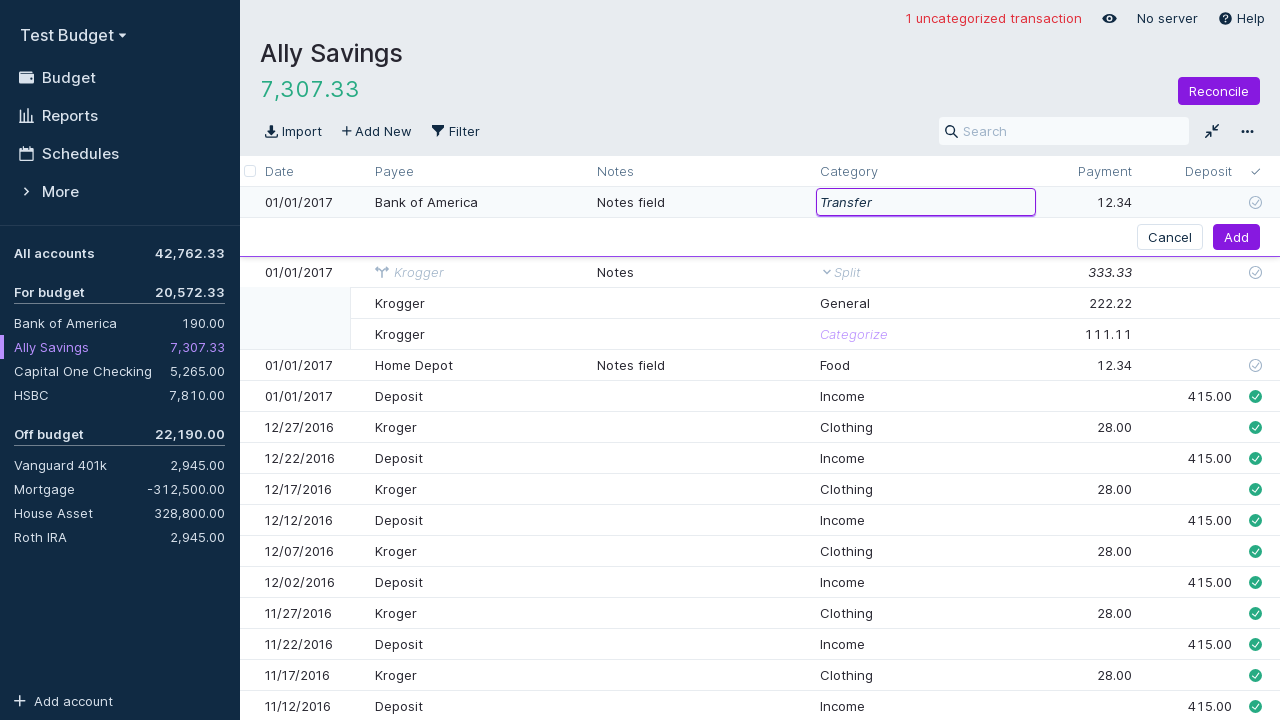 Test Budget
Budget
Reports
Schedules
More
All accounts 42,762.33
For budget 20,572.33
Bank of America 190.00
Ally Savings 7,307.33
Capital One Checking 5,265.00
HSBC 7,810.00
Off budget 22,190.00
Vanguard 401k 2,945.00
Mortgage -312,500.00
House Asset 328,800.00
Roth IRA 2,945.00
Add account
1 uncategorized transaction No server Help
Ally Savings
7,307.33
Reconcile
Import Add New Filter Search
Date Payee Notes Category Payment Deposit
01/01/2017 Bank of America Notes field Transfer 12.34
Cancel Add
01/01/2017 Krogger Notes Split 333.33
Krogger General 222.22
Krogger Categorize 111.11
01/01/2017 Home Depot Notes field Food 12.34
01/01/2017 Deposit Income 415.00
12/27/2016 Kroger Clothing 28.00
12/22/2016 Deposit Income 415.00
12/17/2016 Kroger Clothing 28.00
12/12/2016 Deposit Income 415.00
12/07/2016 Kroger Clothing 28.00
12/02/2016 Deposit Income 415.00
11/27/2016 Kroger Clothing 28.00
11/22/2016 Deposit Income 415.00
11/17/2016 Kroger Clothing 28.00
11/12/2016 Deposit Income 415.00